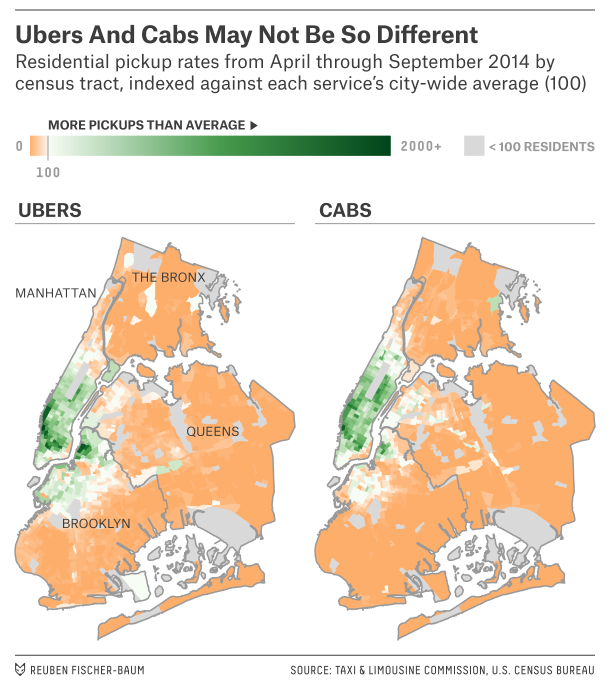 Ubers And Cabs May Not Be So Different
Residential pickup rates from April through September 2014 by
census tract, indexed against each service's city-wide average (100)
MORE PICKUPS THAN AVERAGE ▶
0
2000+
< 100 RESIDENTS
100
UBERS
CABS
THE BRONX
MANHATTAN
QUEENS
BROOKLYN
REUBEN FISCHER-BAUM
SOURCE: TAXI & LIMOUSINE COMMISSION, U.S. CENSUS BUREAU